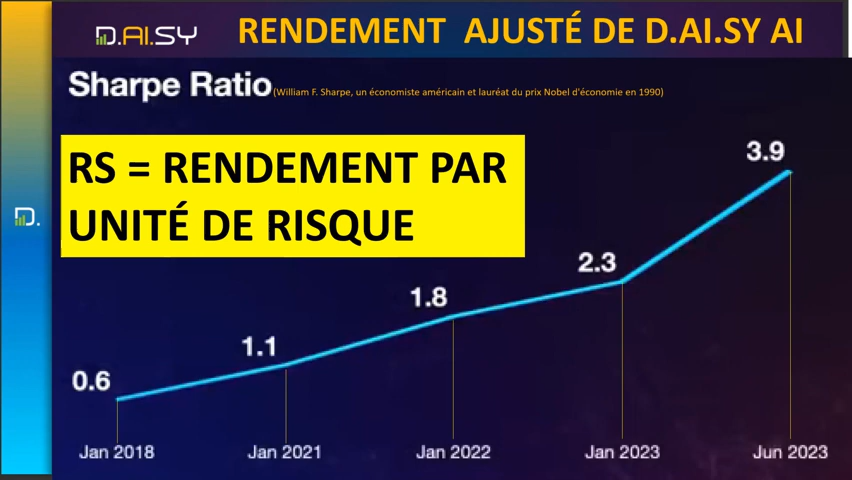 D.AI.SY RENDEMENT AJUSTÉ DE D.AI.SY AI
Sharpe Ratio (William F. Sharpe, un économiste américain et lauréat du prix Nobel d'économie en 1990)
RS = RENDEMENT PAR
UNITÉ DE RISQUE
3.9
2.3
1.8
1.1
0.6
D.
Jan 2018 Jan 2021 Jan 2022 Jan 2023 Jun 2023